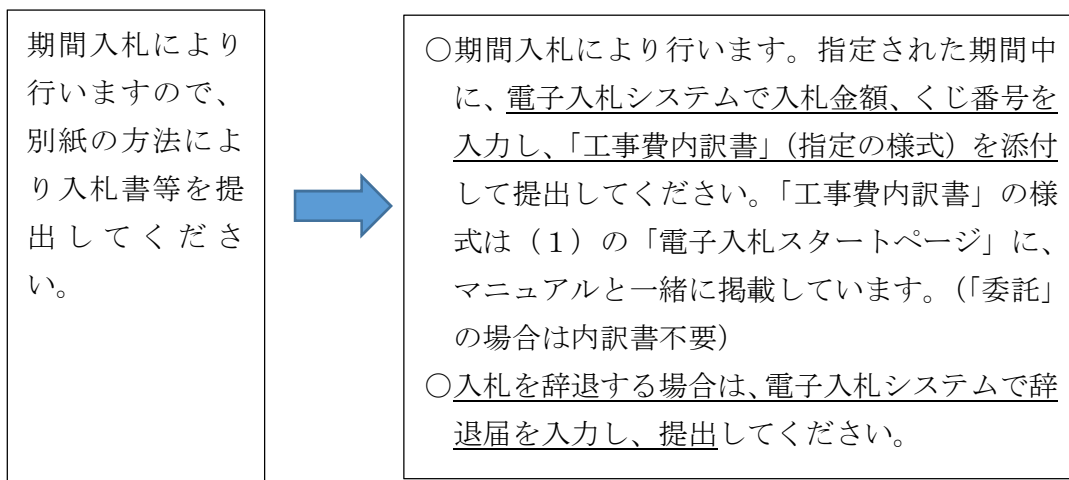 期間入札により
行いますので、
別紙の方法によ
り入札書等を提
出してくださ
い。
○期間入札により行います。指定された期間中
に、電子入札システムで入札金額、くじ番号を
入力し、「工事費内訳書」（指定の様式）を添付
して提出してください。「工事費内訳書」の様
式は（１）の「電子入札スタートページ」に、
マニュアルと一緒に掲載しています。（「委託」
の場合は内訳書不要）
○入札を辞退する場合は、電子入札システムで辞
退届を入力し、提出してください。